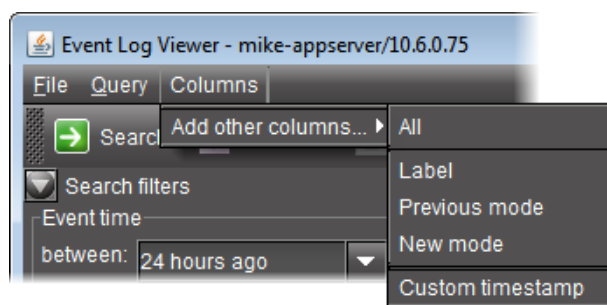 Event Log Viewer - mike-appserver/10.6.0.75
File Query Columns
Add other columns...
All
Label
Previous mode
New mode
Custom timestamp
Search filters
Event time
between: 24 hours ago